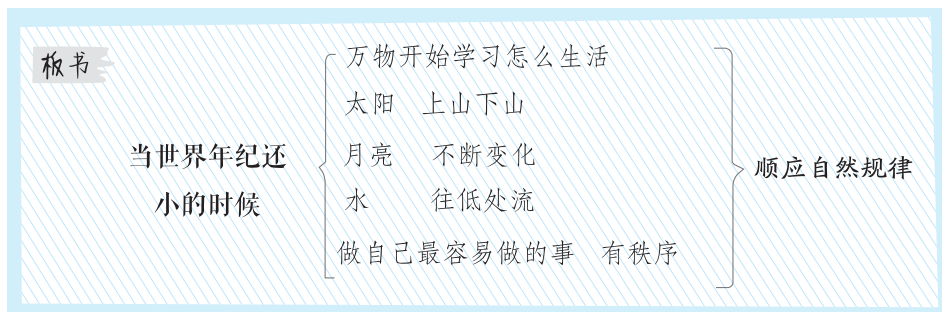 板书
当世界年纪还
小的时候
万物开始学习怎么生活
太阳 上山下山
月亮 不断变化
水 往低处流
做自己最容易做的事 有秩序
顺应自然规律